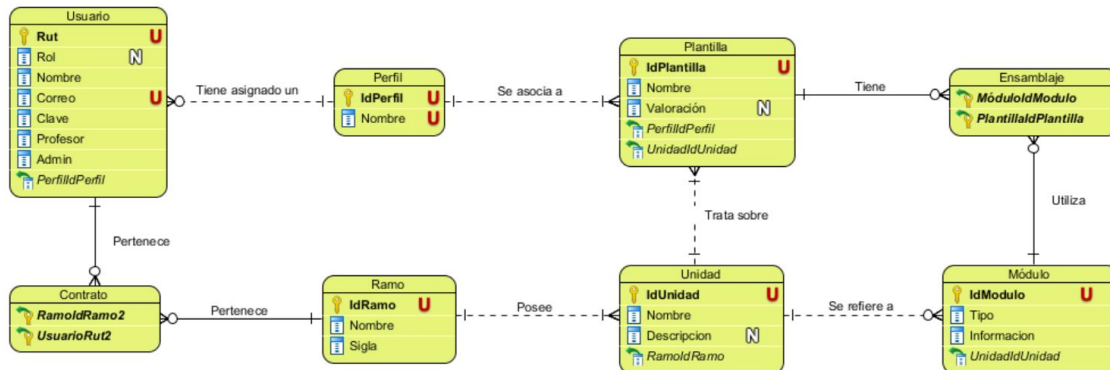 Usuario
Rut U
Rol N
Nombre
Correo U
Clave
Profesor
Admin
PerfilIdPerfil
Tiene asignado un
Perfil
IdPerfil U
Nombre U
Se asocia a
Plantilla
IdPlantilla U
Nombre
Valoración N
PerfilIdPerfil
UnidadIdUnidad
Tiene
Ensamblaje
MóduloIdModulo
PlantillaIdPlantilla
Pertenece
Trata sobre
Utiliza
Contrato
RamoIdRamo2
UsuarioRut2
Pertenece
Ramo
IdRamo U
Nombre
Sigla
Posee
Unidad
IdUnidad U
Nombre
Descripcion N
RamoIdRamo
Se refiere a
Módulo
IdModulo U
Tipo
Informacion
UnidadIdUnidad